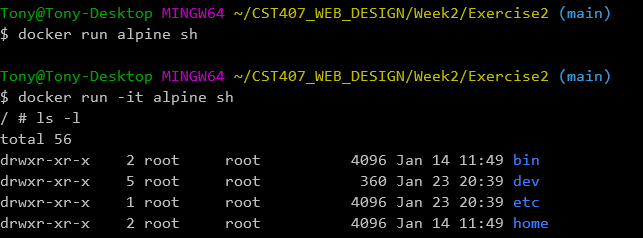 Tony@Tony-Desktop MINGW64 ~/CST407_WEB_DESIGN/Week2/Exercise2 (main)
$ docker run alpine sh
Tony@Tony-Desktop MINGW64 ~/CST407_WEB_DESIGN/Week2/Exercise2 (main)
$ docker run -it alpine sh
/ # ls -l
total 56
drwxr-xr-x    2 root     root          4096 Jan 14 11:49 bin
drwxr-xr-x    5 root     root           360 Jan 23 20:39 dev
drwxr-xr-x    1 root     root          4096 Jan 23 20:39 etc
drwxr-xr-x    2 root     root          4096 Jan 14 11:49 home